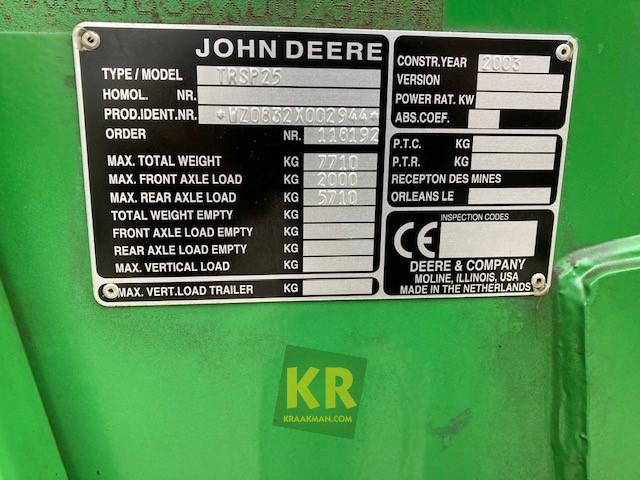 JOHN DEERE
TYPE / MODEL TRSP25
HOMOL. NR.
PROD.IDENT.NR. *WZ0832X002944*
ORDER NR. 118192
MAX. TOTAL WEIGHT KG 7710
MAX. FRONT AXLE LOAD KG 2000
MAX. REAR AXLE LOAD KG 5710
TOTAL WEIGHT EMPTY KG
FRONT AXLE LOAD EMPTY KG
REAR AXLE LOAD EMPTY KG
MAX. VERTICAL LOAD KG
MAX. VERT.LOAD TRAILER KG
CONSTR.YEAR 2003
VERSION
POWER RAT. KW
ABS.COEF.
P.T.C. KG
P.T.R. KG
RECEPTON DES MINES
ORLEANS LE
INSPECTION CODES
CE
DEERE & COMPANY
MOLINE, ILLINOIS, USA
MADE IN THE NETHERLANDS
KR
KRAAKMAN.COM